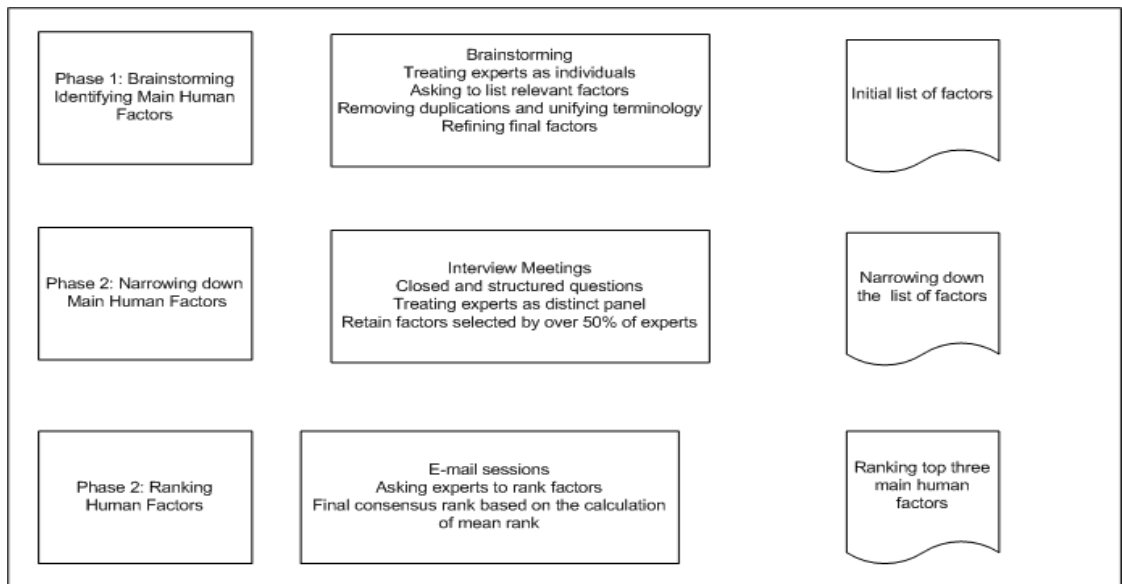 Phase 1: Brainstorming
Identifying Main Human
Factors
Brainstorming
Treating experts as individuals
Asking to list relevant factors
Removing duplications and unifying terminology
Refining final factors
Initial list of factors
Phase 2: Narrowing down
Main Human Factors
Interview Meetings
Closed and structured questions
Treating experts as distinct panel
Retain factors selected by over 50% of experts
Narrowing down
the list of factors
Phase 2: Ranking
Human Factors
E-mail sessions
Asking experts to rank factors
Final consensus rank based on the calculation
of mean rank
Ranking top three
main human
factors